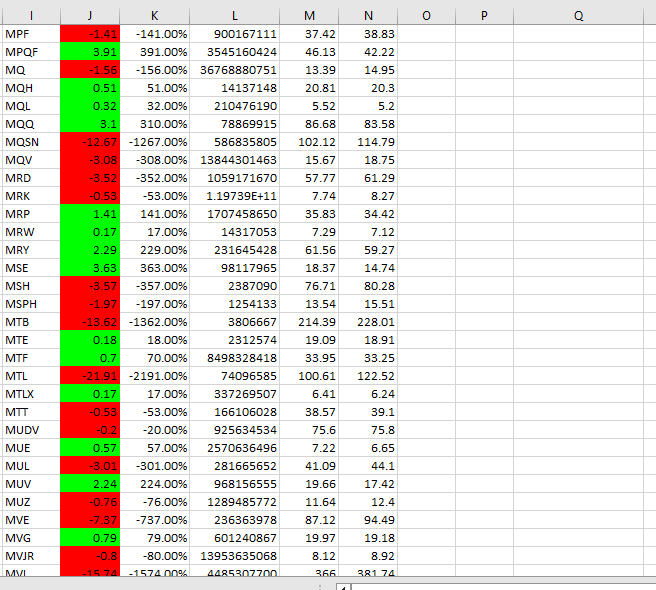 I J K L M N O P Q
MPF -1.41 -141.00% 900167111 37.42 38.83
MPQF 3.91 391.00% 3545160424 46.13 42.22
MQ -1.56 -156.00% 36768880751 13.39 14.95
MQH 0.51 51.00% 14137148 20.81 20.3
MQL 0.32 32.00% 210476190 5.52 5.2
MQQ 3.1 310.00% 78869915 86.68 83.58
MQSN -12.67 -1267.00% 586835805 102.12 114.79
MQV -3.08 -308.00% 13844301463 15.67 18.75
MRD -3.52 -352.00% 1059171670 57.77 61.29
MRK -0.53 -53.00% 1.19739E+11 7.74 8.27
MRP 1.41 141.00% 1707458650 35.83 34.42
MRW 0.17 17.00% 14317053 7.29 7.12
MRY 2.29 229.00% 231645428 61.56 59.27
MSE 3.63 363.00% 98117965 18.37 14.74
MSH -3.57 -357.00% 2387090 76.71 80.28
MSPH -1.97 -197.00% 1254133 13.54 15.51
MTB -13.62 -1362.00% 3806667 214.39 228.01
MTE 0.18 18.00% 2312574 19.09 18.91
MTF 0.7 70.00% 8498328418 33.95 33.25
MTL -21.91 -2191.00% 74096585 100.61 122.52
MTLX 0.17 17.00% 337269507 6.41 6.24
MTT -0.53 -53.00% 166106028 38.57 39.1
MUDV -0.2 -20.00% 925634534 75.6 75.8
MUE 0.57 57.00% 2570636496 7.22 6.65
MUL -3.01 -301.00% 281665652 41.09 44.1
MUV 2.24 224.00% 968156555 19.66 17.42
MUZ -0.76 -76.00% 1289485772 11.64 12.4
MVE -7.37 -737.00% 236363978 87.12 94.49
MVG 0.79 79.00% 601240867 19.97 19.18
MVJR -0.8 -80.00% 13953635068 8.12 8.92
-15.74 -1574.00% 4485307700 366 381.74